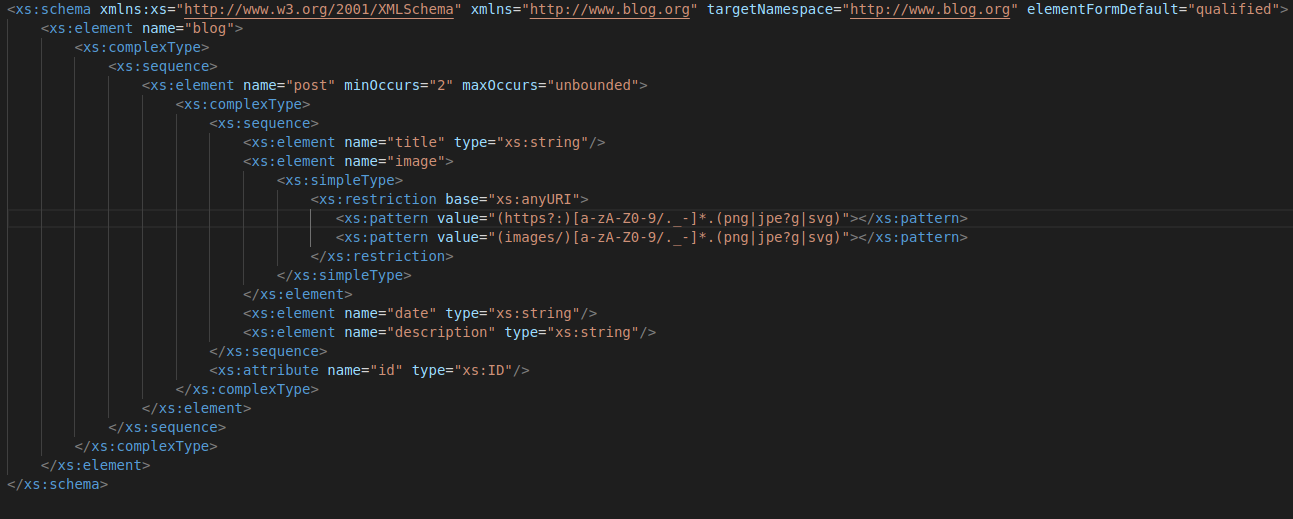 <xs:schema xmlns:xs="http://www.w3.org/2001/XMLSchema" xmlns="http://www.blog.org" targetNamespace="http://www.blog.org" elementFormDefault="qualified">
<xs:element name="blog">
<xs:complexType>
<xs:sequence>
<xs:element name="post" minOccurs="2" maxOccurs="unbounded">
<xs:complexType>
<xs:sequence>
<xs:element name="title" type="xs:string"/>
<xs:element name="image">
<xs:simpleType>
<xs:restriction base="xs:anyURI">
<xs:pattern value="(https?:)[a-zA-Z0-9/._-]*.(png|jpe?g|svg)"></xs:pattern>
<xs:pattern value="(images/)[a-zA-Z0-9/._-]*.(png|jpe?g|svg)"></xs:pattern>
</xs:restriction>
</xs:simpleType>
</xs:element>
<xs:element name="date" type="xs:string"/>
<xs:element name="description" type="xs:string"/>
</xs:sequence>
<xs:attribute name="id" type="xs:ID"/>
</xs:complexType>
</xs:element>
</xs:sequence>
</xs:complexType>
</xs:element>
</xs:schema>